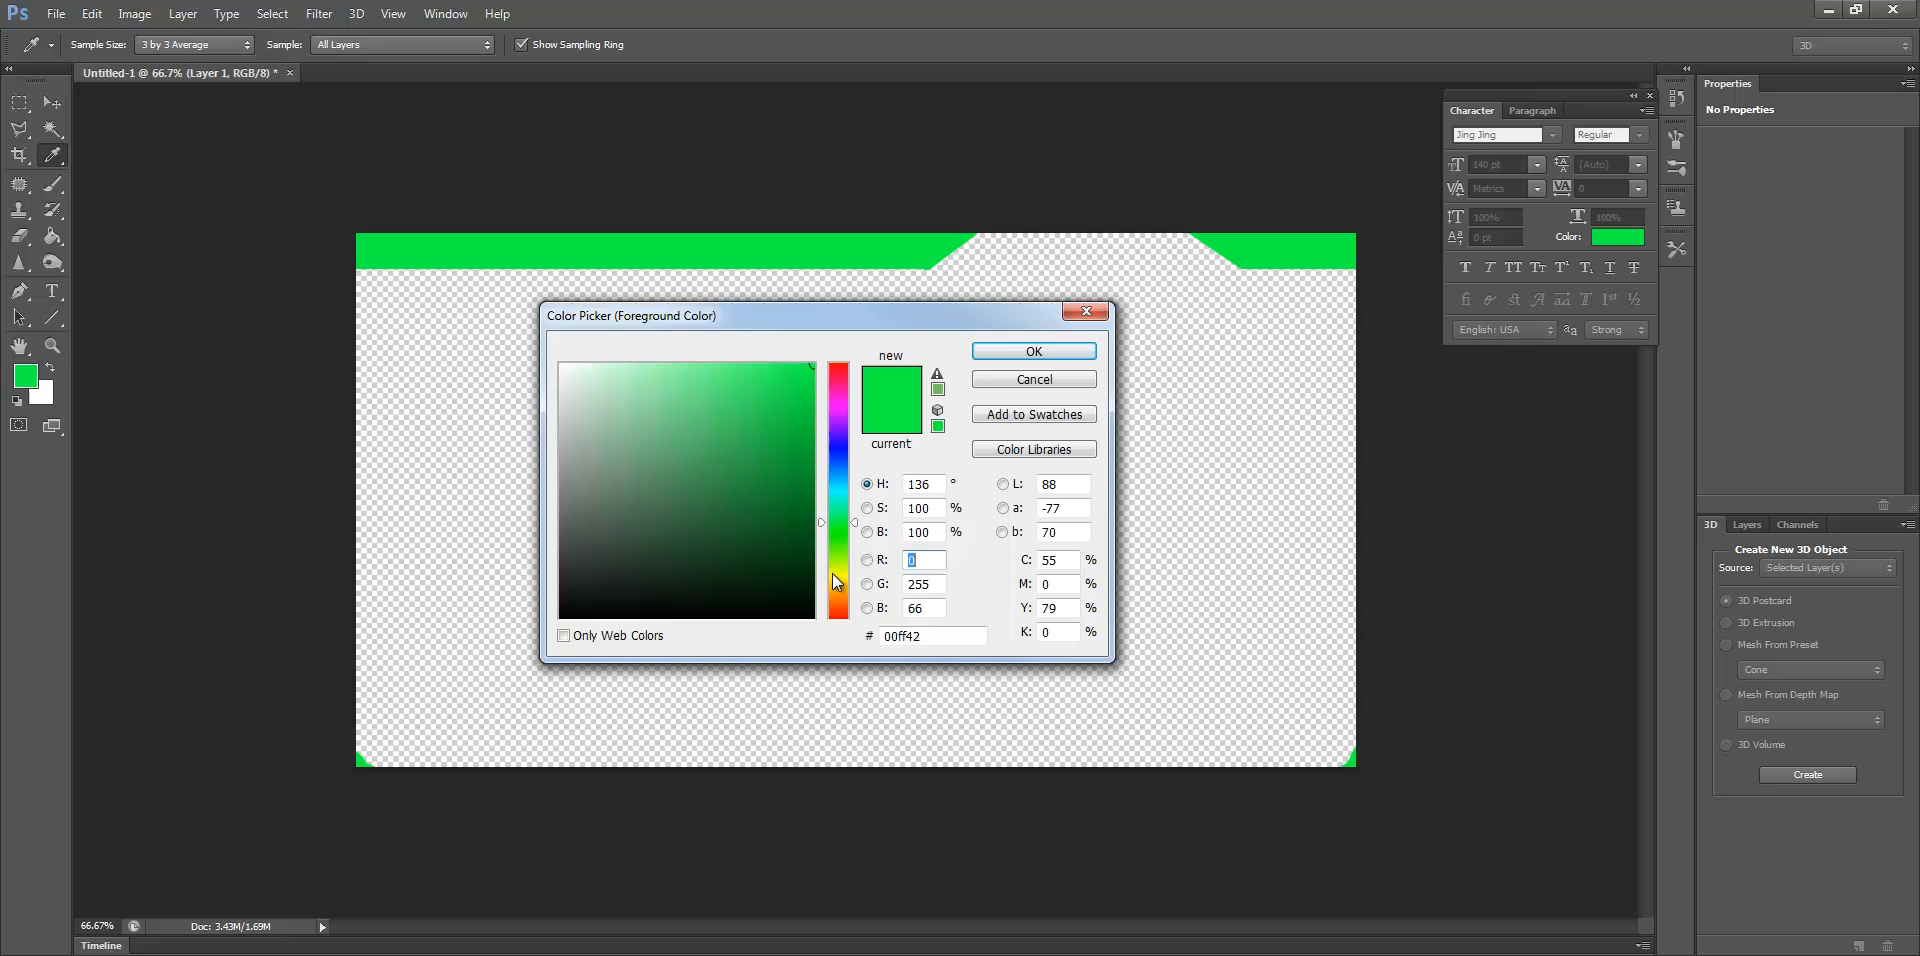 Ps File Edit Image Layer Type Select Filter 3D View Window Help
Sample Size: 3 by 3 Average Sample: All Layers Show Sampling Ring 3D
Untitled-1 @ 66.7% (Layer 1, RGB/8) * ×
Properties
No Properties
Character Paragraph
Jing Jing Regular
140 pt (Auto)
Metrics 0
100% 100%
0 pt Color:
English: USA Strong
Color Picker (Foreground Color)
new
current
OK
Cancel
Add to Swatches
Color Libraries
H: 136 ° L: 88
S: 100 % a: -77
B: 100 % b: 70
R: 0 C: 55 %
G: 255 M: 0 %
B: 66 Y: 79 %
# 00ff42 K: 0 %
Only Web Colors
3D Layers Channels
Create New 3D Object
Source: Selected Layer(s)
3D Postcard
3D Extrusion
Mesh From Preset
Cone
Mesh From Depth Map
Plane
3D Volume
Create
66.67% Doc: 3.43M/1.69M
Timeline